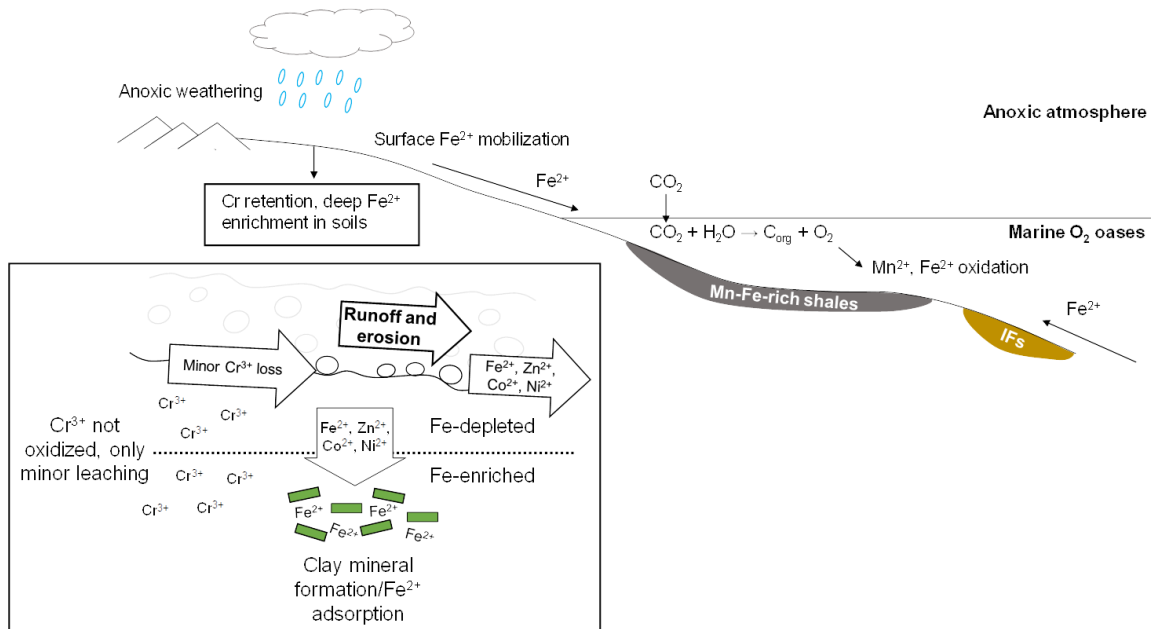 Anoxic weathering
Anoxic atmosphere
Surface Fe²⁺ mobilization
Fe²⁺
CO₂
Cr retention, deep Fe²⁺
enrichment in soils
CO₂ + H₂O → C_org + O₂
Marine O₂ oases
Mn²⁺, Fe²⁺ oxidation
Mn-Fe-rich shales
Fe²⁺
IFs
Runoff and
erosion
Minor Cr³⁺ loss
Fe²⁺, Zn²⁺,
Co²⁺, Ni²⁺
Cr³⁺
Cr³⁺
Cr³⁺
Cr³⁺ not
oxidized, only
minor leaching
Fe²⁺, Zn²⁺,
Co²⁺, Ni²⁺
Fe-depleted
Fe-enriched
Cr³⁺
Cr³⁺
Cr³⁺
Cr³⁺
Cr³⁺
Fe²⁺
Fe²⁺
Fe²⁺
Fe²⁺
Clay mineral
formation/Fe²⁺
adsorption